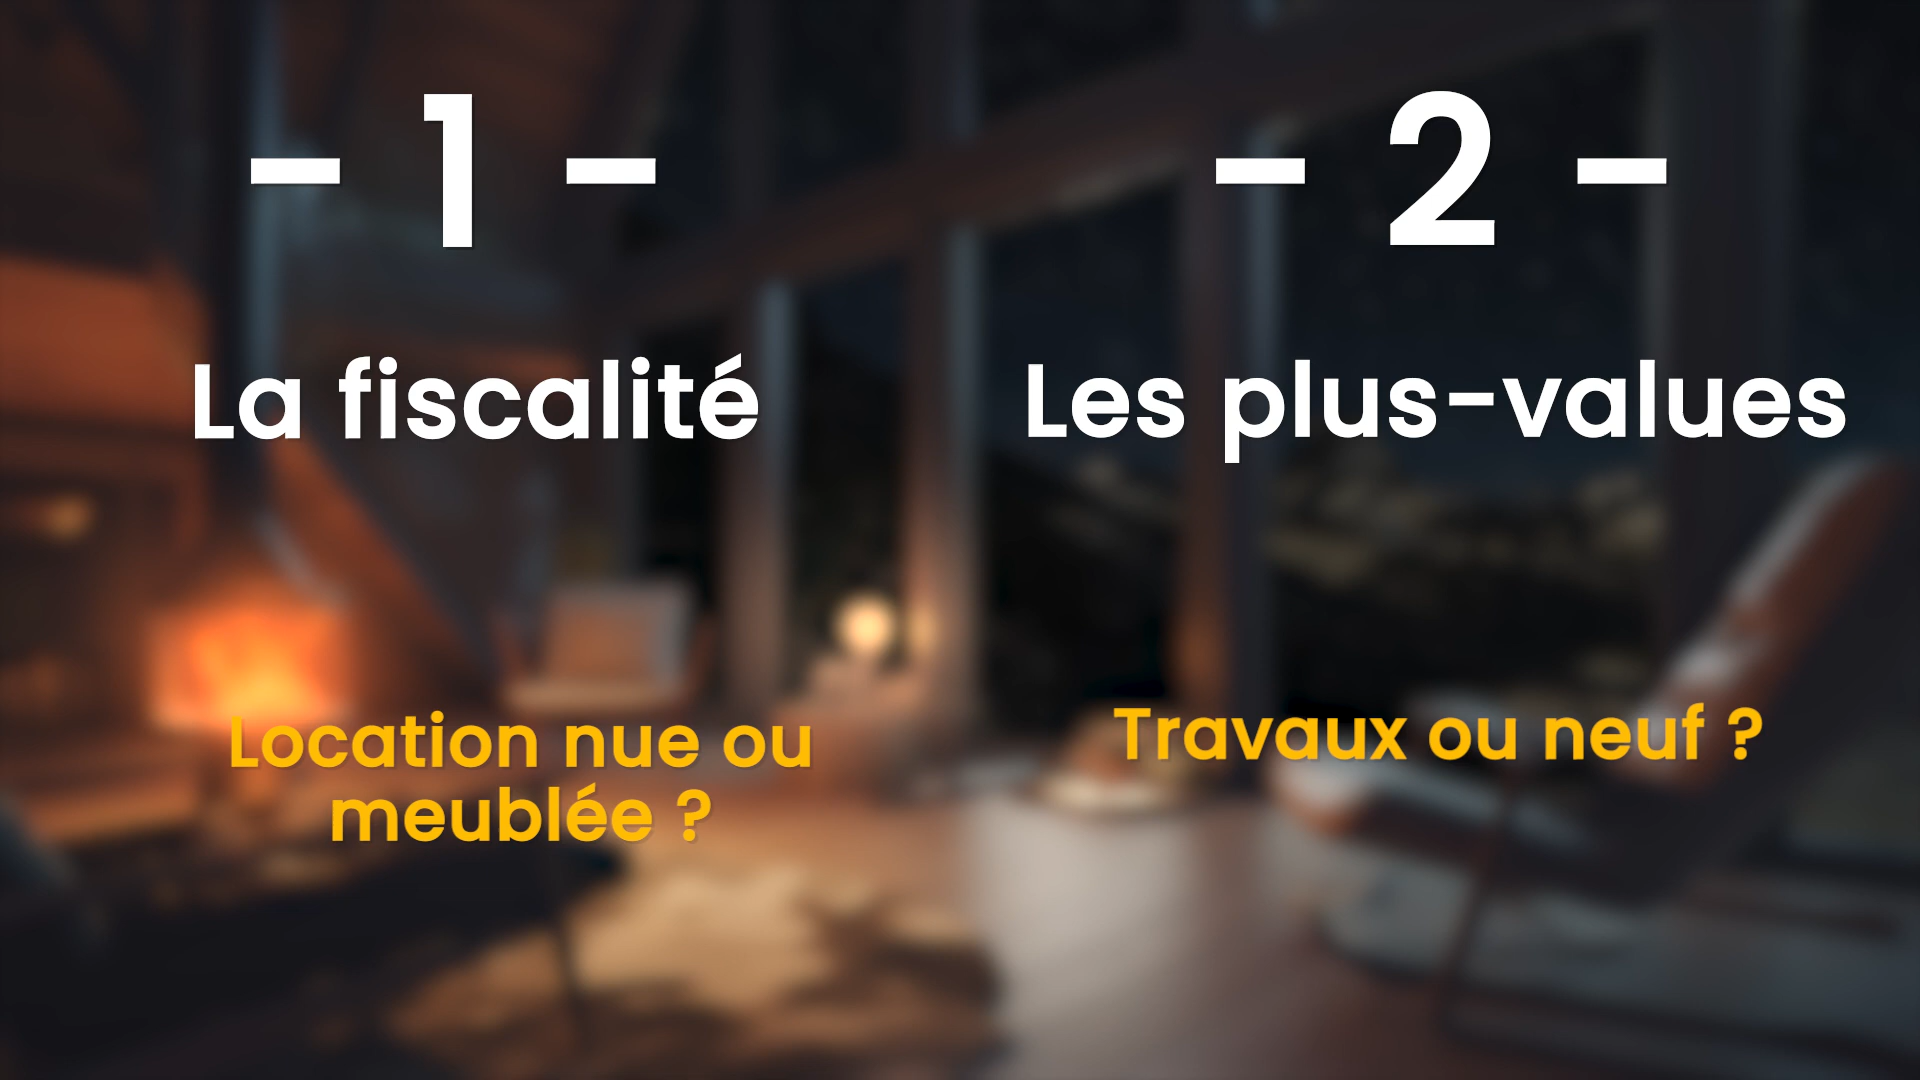 - 1 -
La fiscalité
Location nue ou
meublée ?
- 2 -
Les plus-values
Travaux ou neuf ?